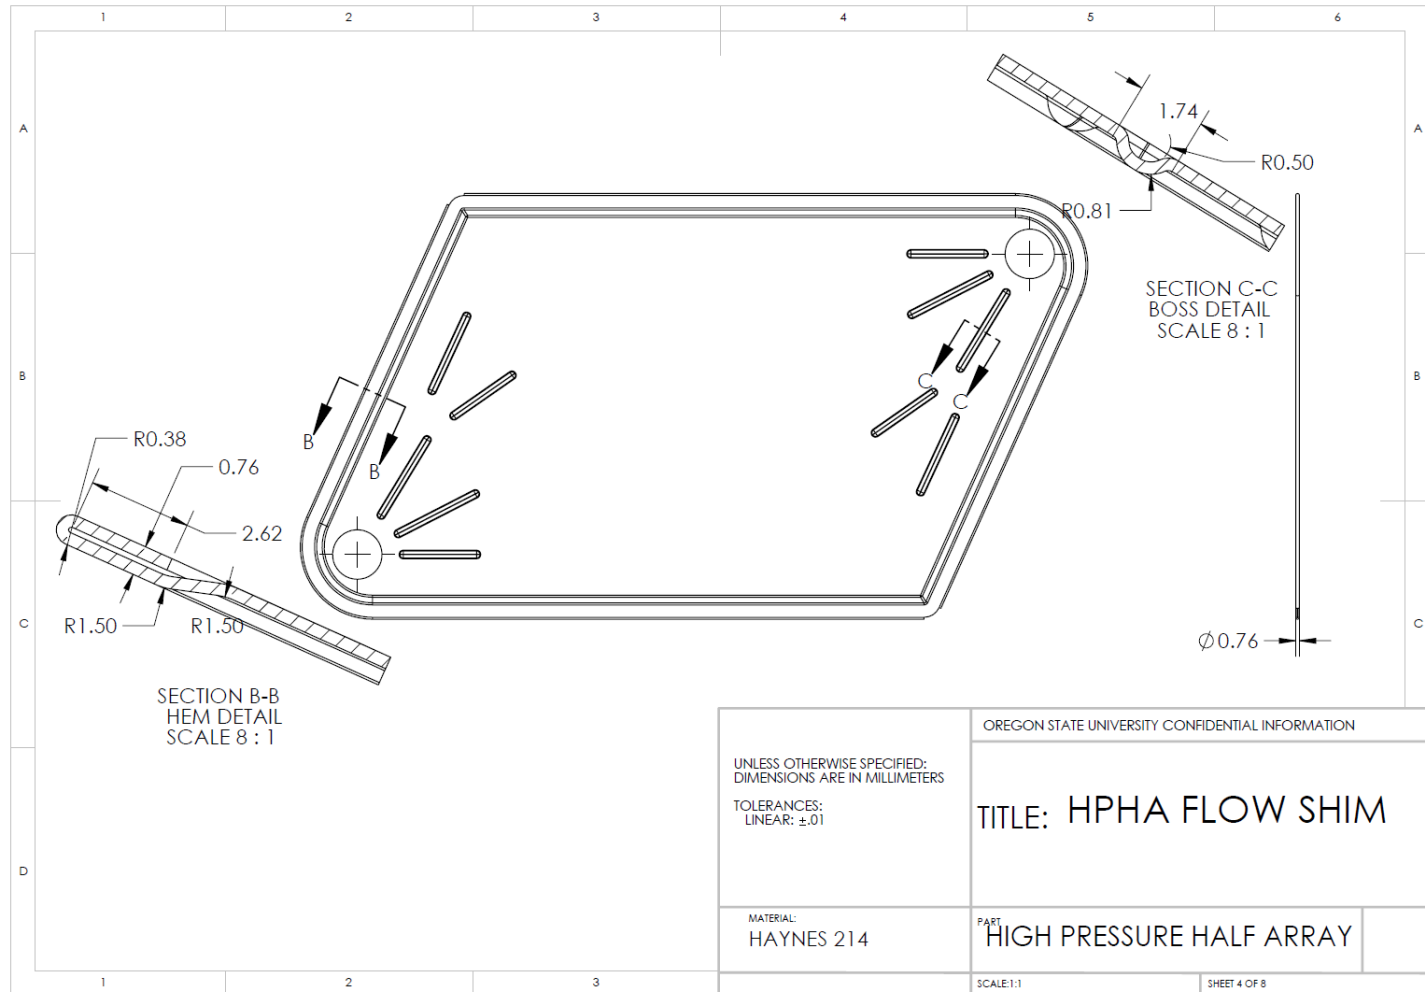 1 2 3 4 5 6
A A
1.74
R0.50
R0.81
SECTION C-C
BOSS DETAIL
SCALE 8 : 1
B B
C C
B B
R0.38
0.76
2.62
R1.50 R1.50
C C
⌀0.76
SECTION B-B
HEM DETAIL
SCALE 8 : 1
OREGON STATE UNIVERSITY CONFIDENTIAL INFORMATION
UNLESS OTHERWISE SPECIFIED:
DIMENSIONS ARE IN MILLIMETERS
TOLERANCES:
LINEAR: ±.01
TITLE: HPHA FLOW SHIM
D
MATERIAL:
HAYNES 214
PART
HIGH PRESSURE HALF ARRAY
SCALE:1:1 SHEET 4 OF 8
1 2 3